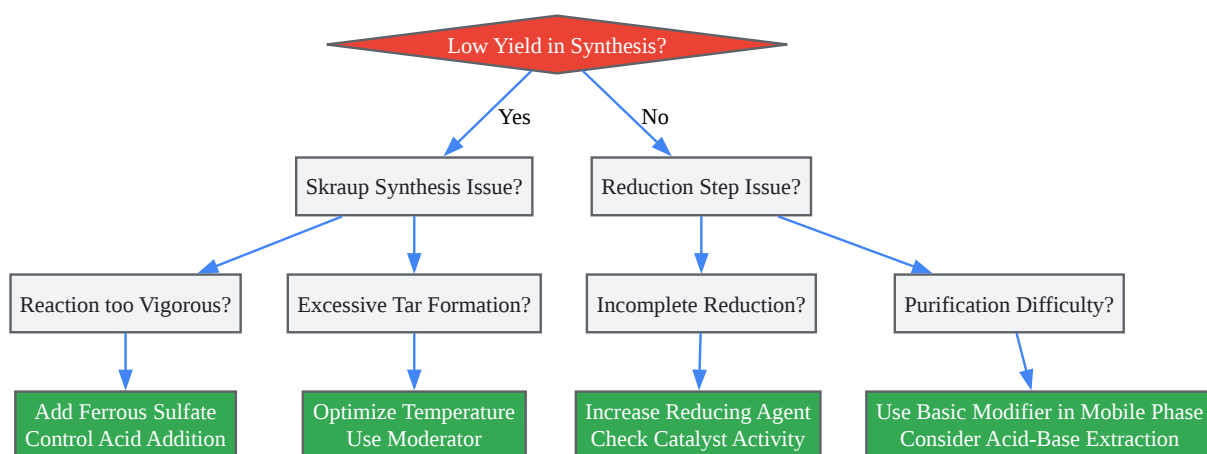 Low Yield in Synthesis?
Yes
No
Skraup Synthesis Issue?
Reduction Step Issue?
Reaction too Vigorous?
Excessive Tar Formation?
Incomplete Reduction?
Purification Difficulty?
Add Ferrous Sulfate
Control Acid Addition
Optimize Temperature
Use Moderator
Increase Reducing Agent
Check Catalyst Activity
Use Basic Modifier in Mobile Phase
Consider Acid-Base Extraction